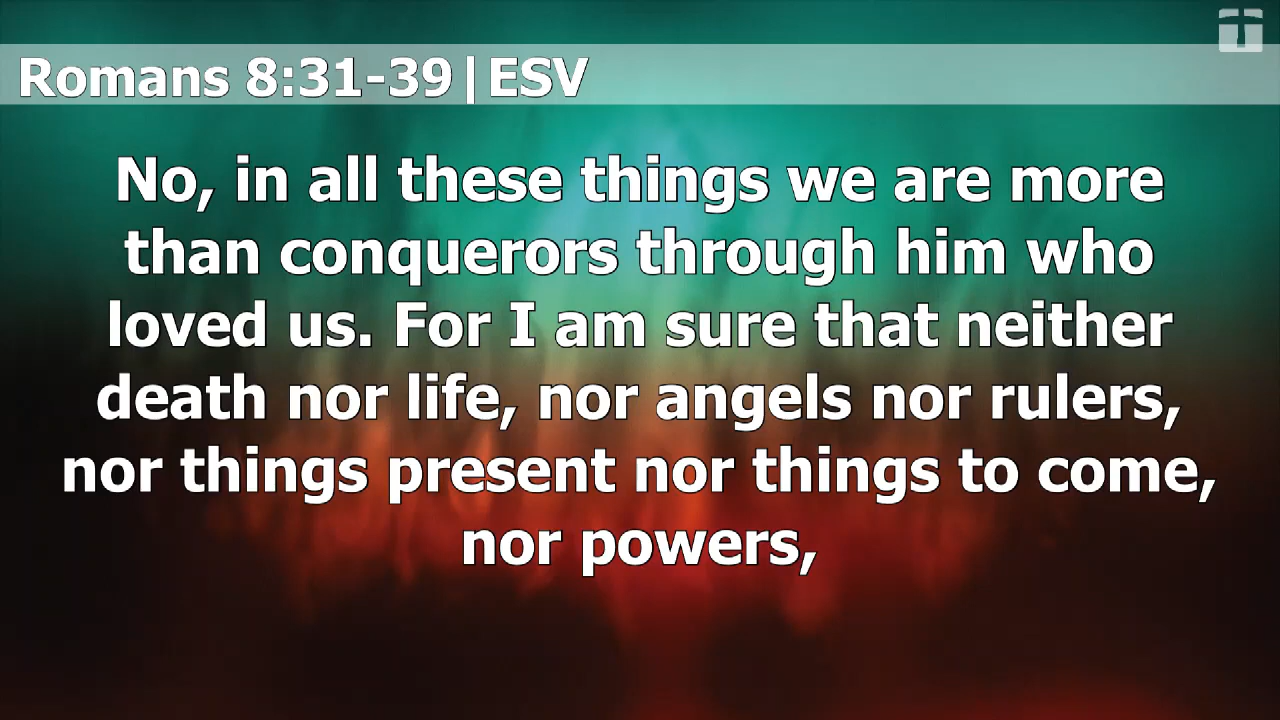 Romans 8:31-39|ESV
No, in all these things we are more
than conquerors through him who
loved us. For I am sure that neither
death nor life, nor angels nor rulers,
nor things present nor things to come,
nor powers,